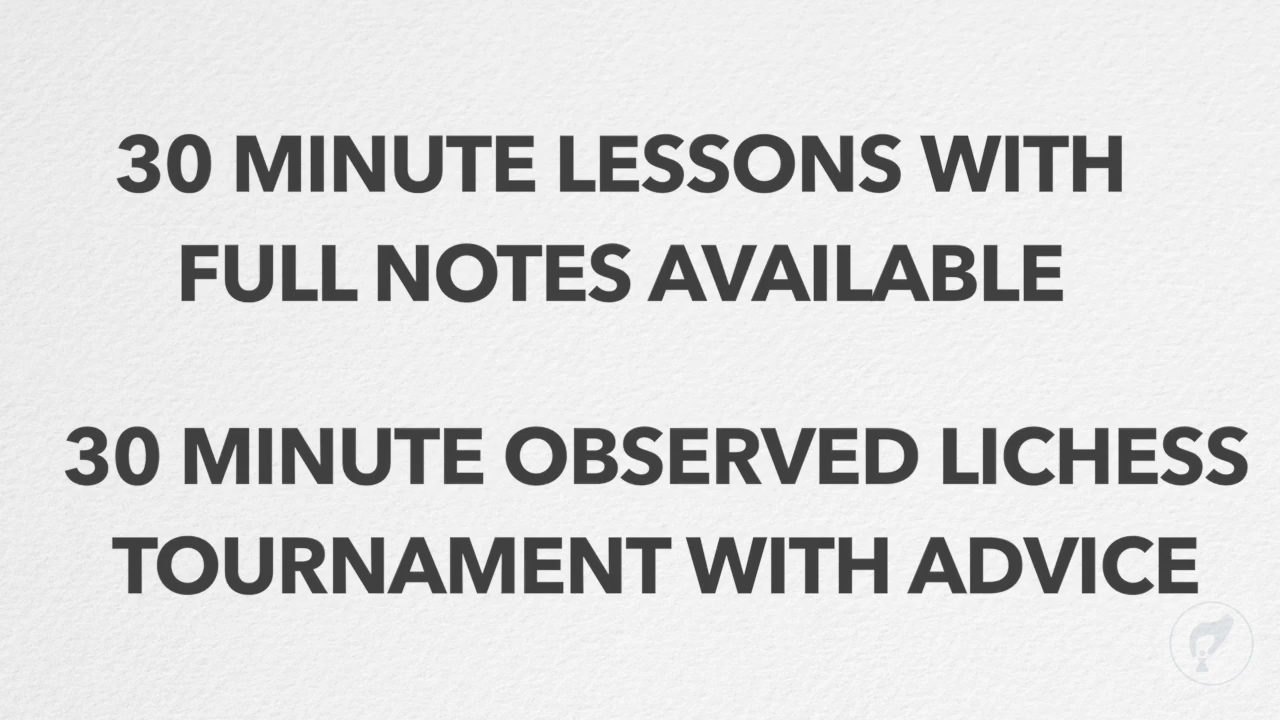 30 MINUTE LESSONS WITH
FULL NOTES AVAILABLE
30 MINUTE OBSERVED LICHESS
TOURNAMENT WITH ADVICE